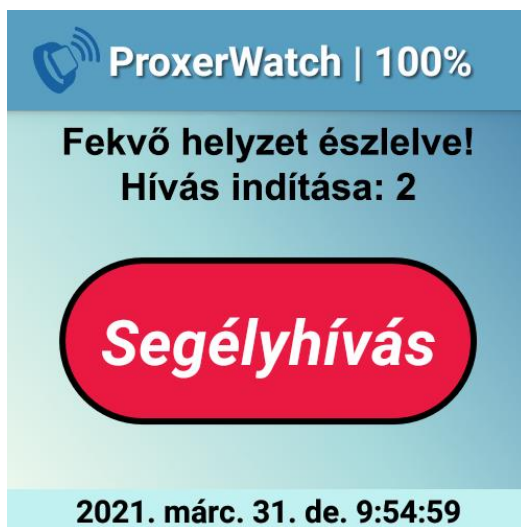 ProxerWatch | 100%
Fekvő helyzet észlelve!
Hívás indítása: 2
Segélyhívás
2021. márc. 31. de. 9:54:59